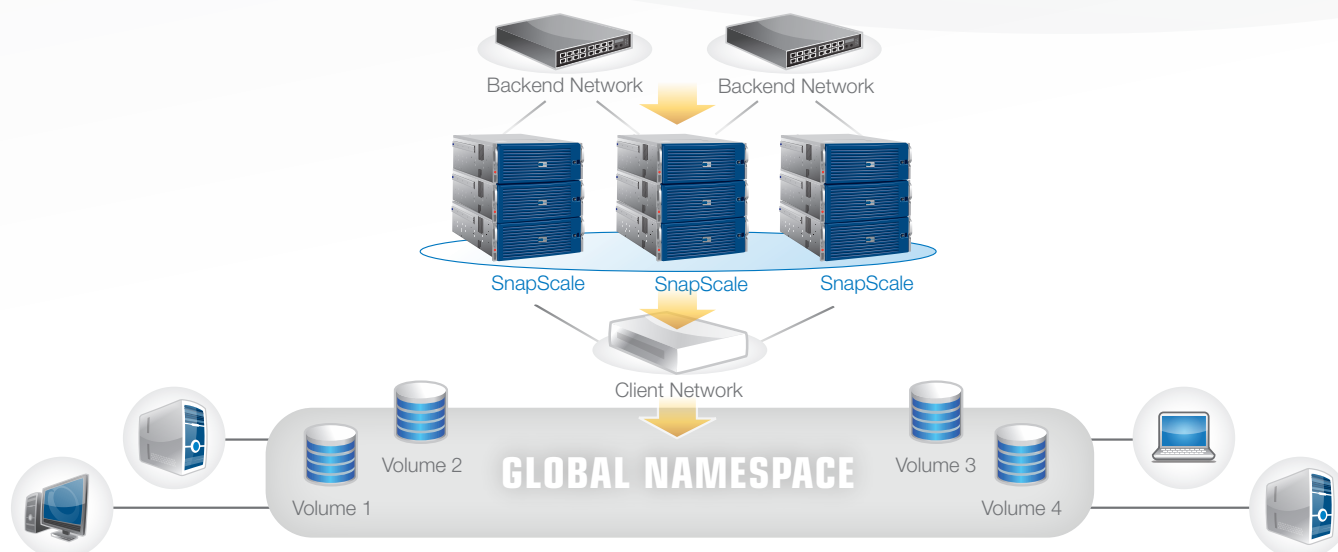 Backend Network
Backend Network
SnapScale
SnapScale
SnapScale
Client Network
Volume 2
Volume 3
GLOBAL NAMESPACE
Volume 1
Volume 4